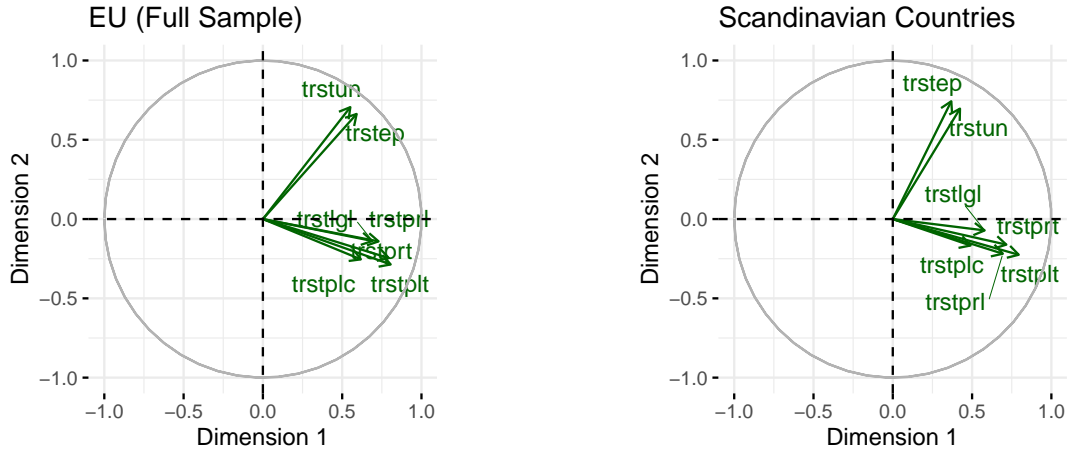 EU (Full Sample)
1.0
0.5
0.0
−0.5
−1.0
Dimension 2
trstun
trstep
trstlgl
trstprl
trstprt
trstplc
trstplt
−1.0 −0.5 0.0 0.5 1.0
Dimension 1
Scandinavian Countries
1.0
0.5
0.0
−0.5
−1.0
Dimension 2
trstep
trstun
trstlgl
trstprt
trstplc
trstplt
trstprl
−1.0 −0.5 0.0 0.5 1.0
Dimension 1